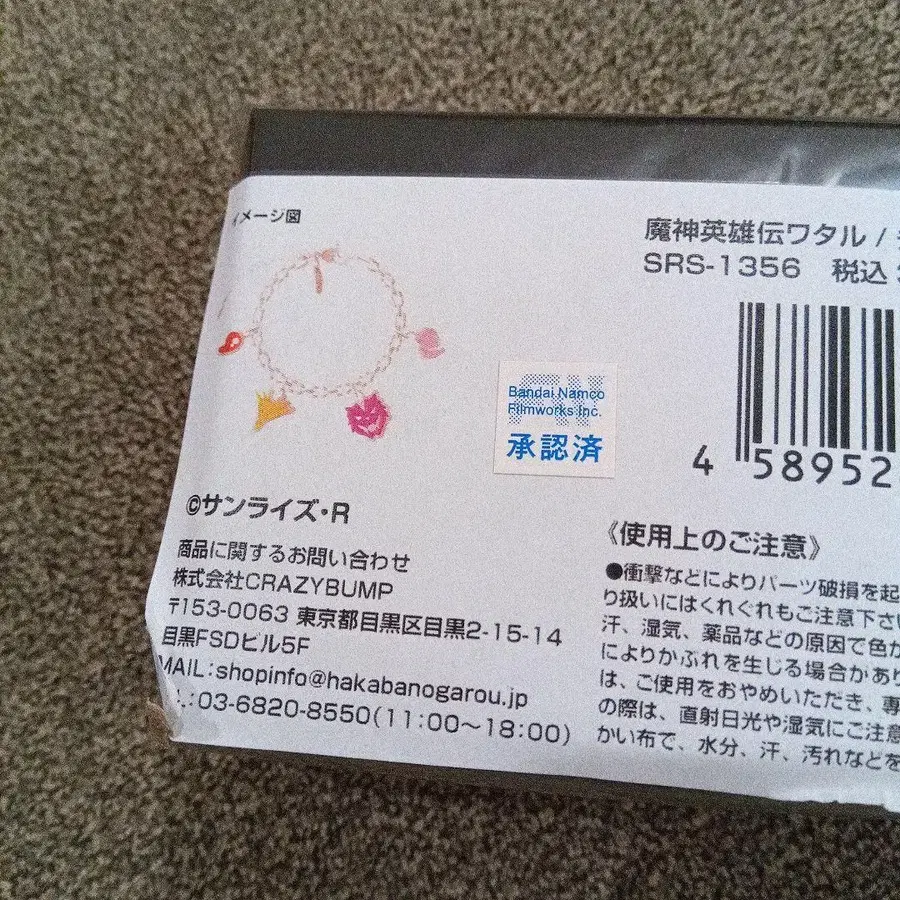 イメージ図
魔神英雄伝ワタル /
SRS-1356 税込
Bandai Namco
Filmworks Inc.
承認済
4 58952
©サンライズ・R
商品に関するお問い合わせ
株式会社CRAZYBUMP
〒153-0063 東京都目黒区目黒2-15-14
目黒FSDビル5F
MAIL:shopinfo@hakabanogarou.jp
.:03-6820-8550(11:00〜18:00)
《使用上のご注意》
●衝撃などによりパーツ破損を起
り扱いにはくれぐれもご注意下さい
汗、湿気、薬品などの原因で色が
によりかぶれを生じる場合があり
は、ご使用をおやめいただき、専
の際は、直射日光や湿気にご注意
かい布で、水分、汗、汚れなどを